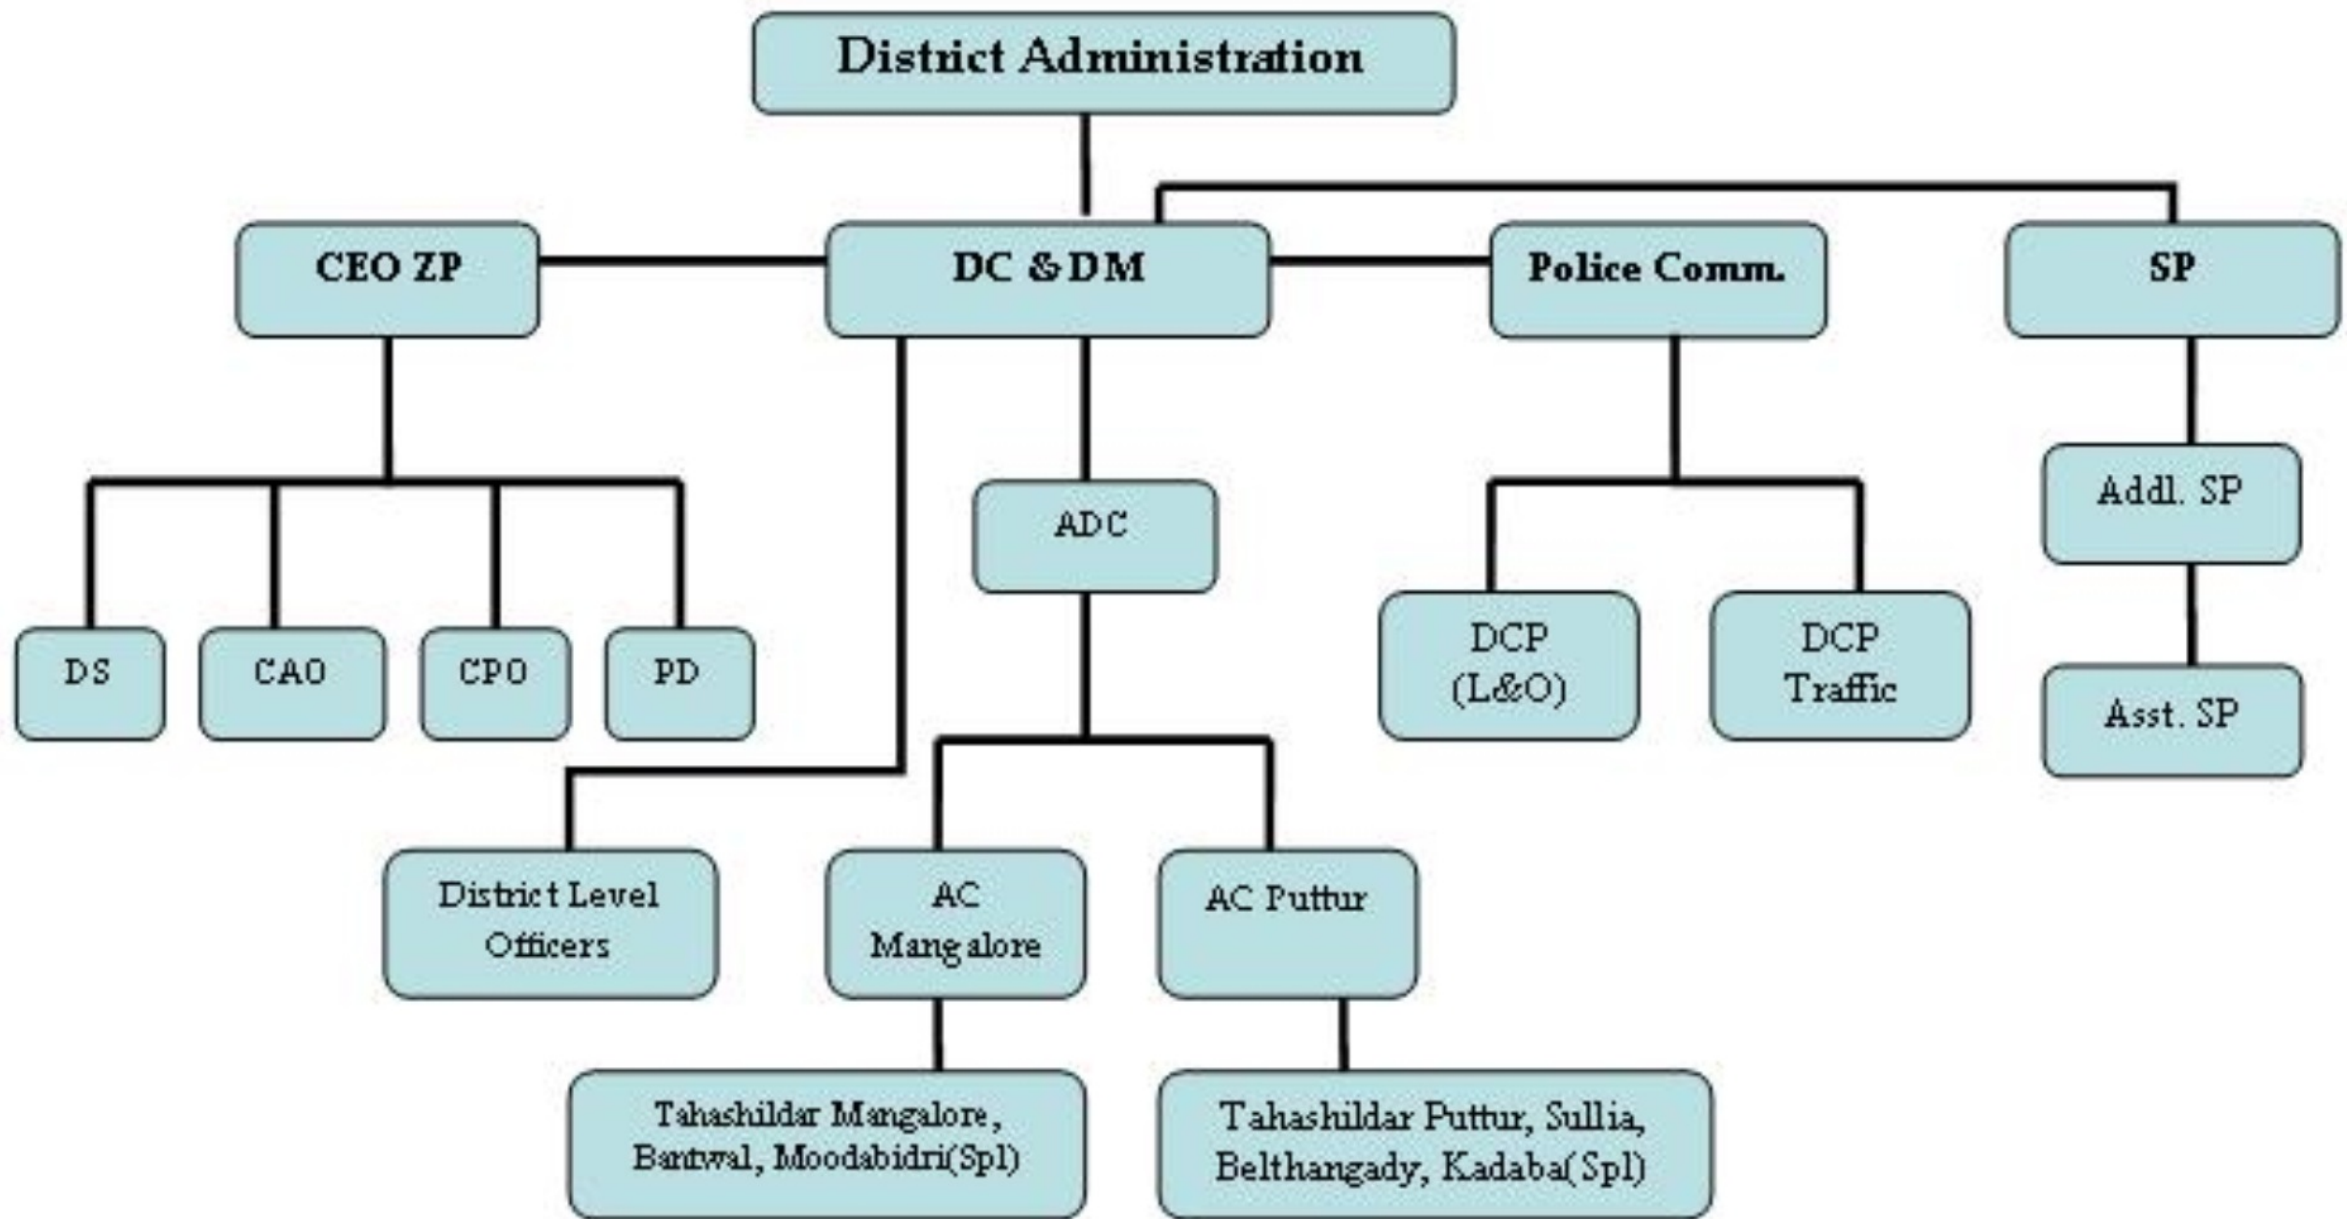 District Administration
CEO ZP
DC & DM
Police Comm.
SP
Addl. SP
ADC
DS
CAO
CPO
PD
DCP
(L&O)
DCP
Traffic
Asst. SP
District Level
Officers
AC
Mangalore
AC Puttur
Tahashildar Mangalore,
Bantwal, Moodabidri(Spl)
Tahashildar Puttur, Sullia,
Belthangady, Kadaba(Spl)